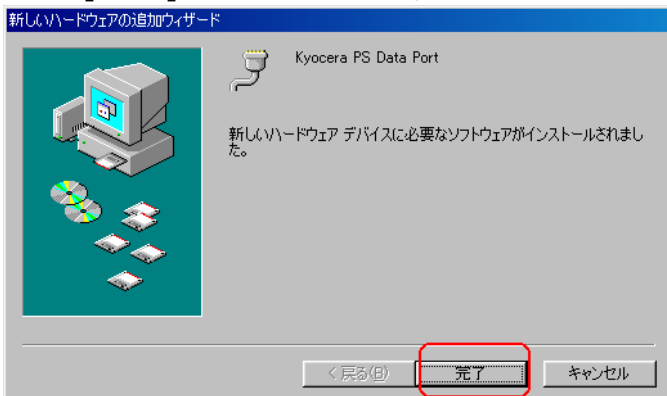 新しいハードウェアの追加ウィザード
Kyocera PS Data Port
新しいハードウェア デバイスに必要なソフトウェアがインストールされまし
た。
< 戻る(B)
完了
キャンセル